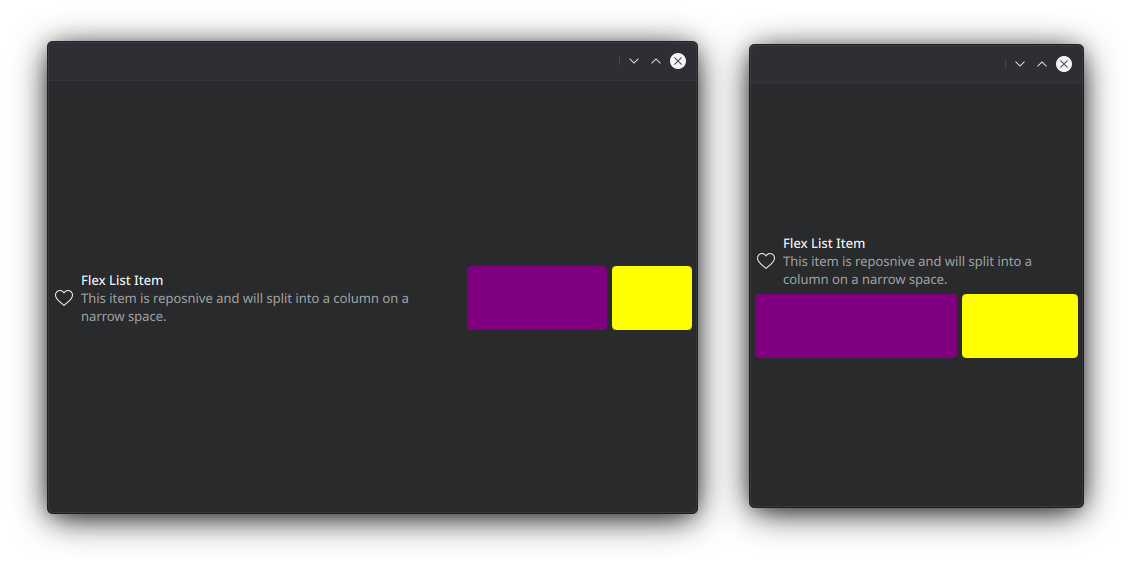 Flex List Item
This item is reposnive and will split into a column on a
narrow space.
Flex List Item
This item is reposnive and will split into a
column on a narrow space.